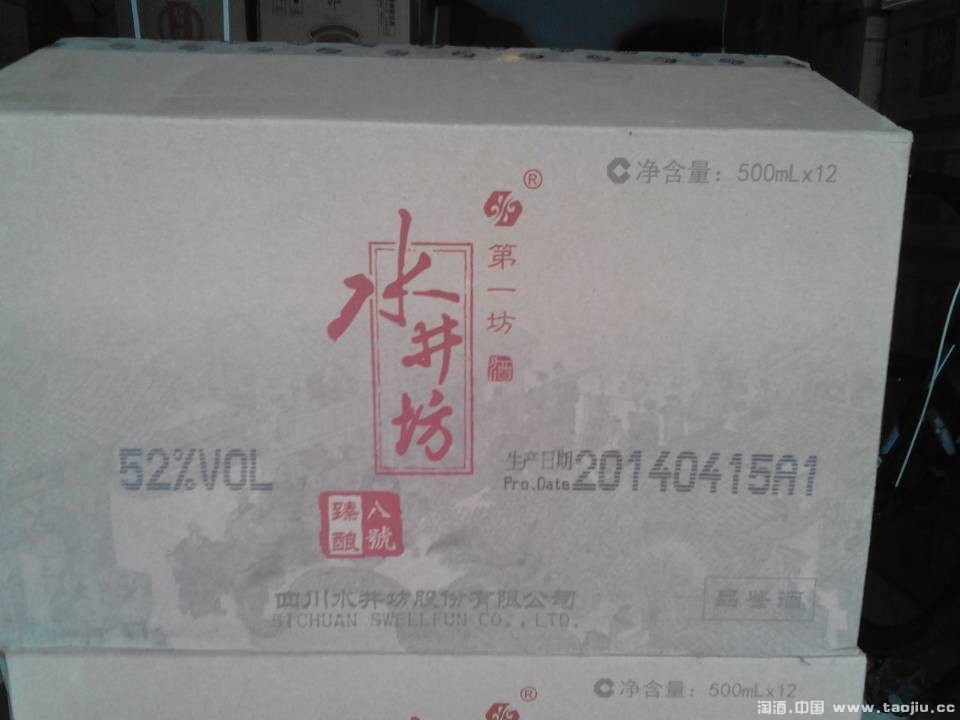 净含量：500mLx12
®
第一坊酒
水井坊
52%VOL
生产日期
Pro.Date 20140415A1
臻酿
八號
四川水井坊股份有限公司
SICHUAN SWELLFUN CO.,LTD.
品鉴酒
®
净含量：500mLx12
淘酒.中国 www.taojiu.cc